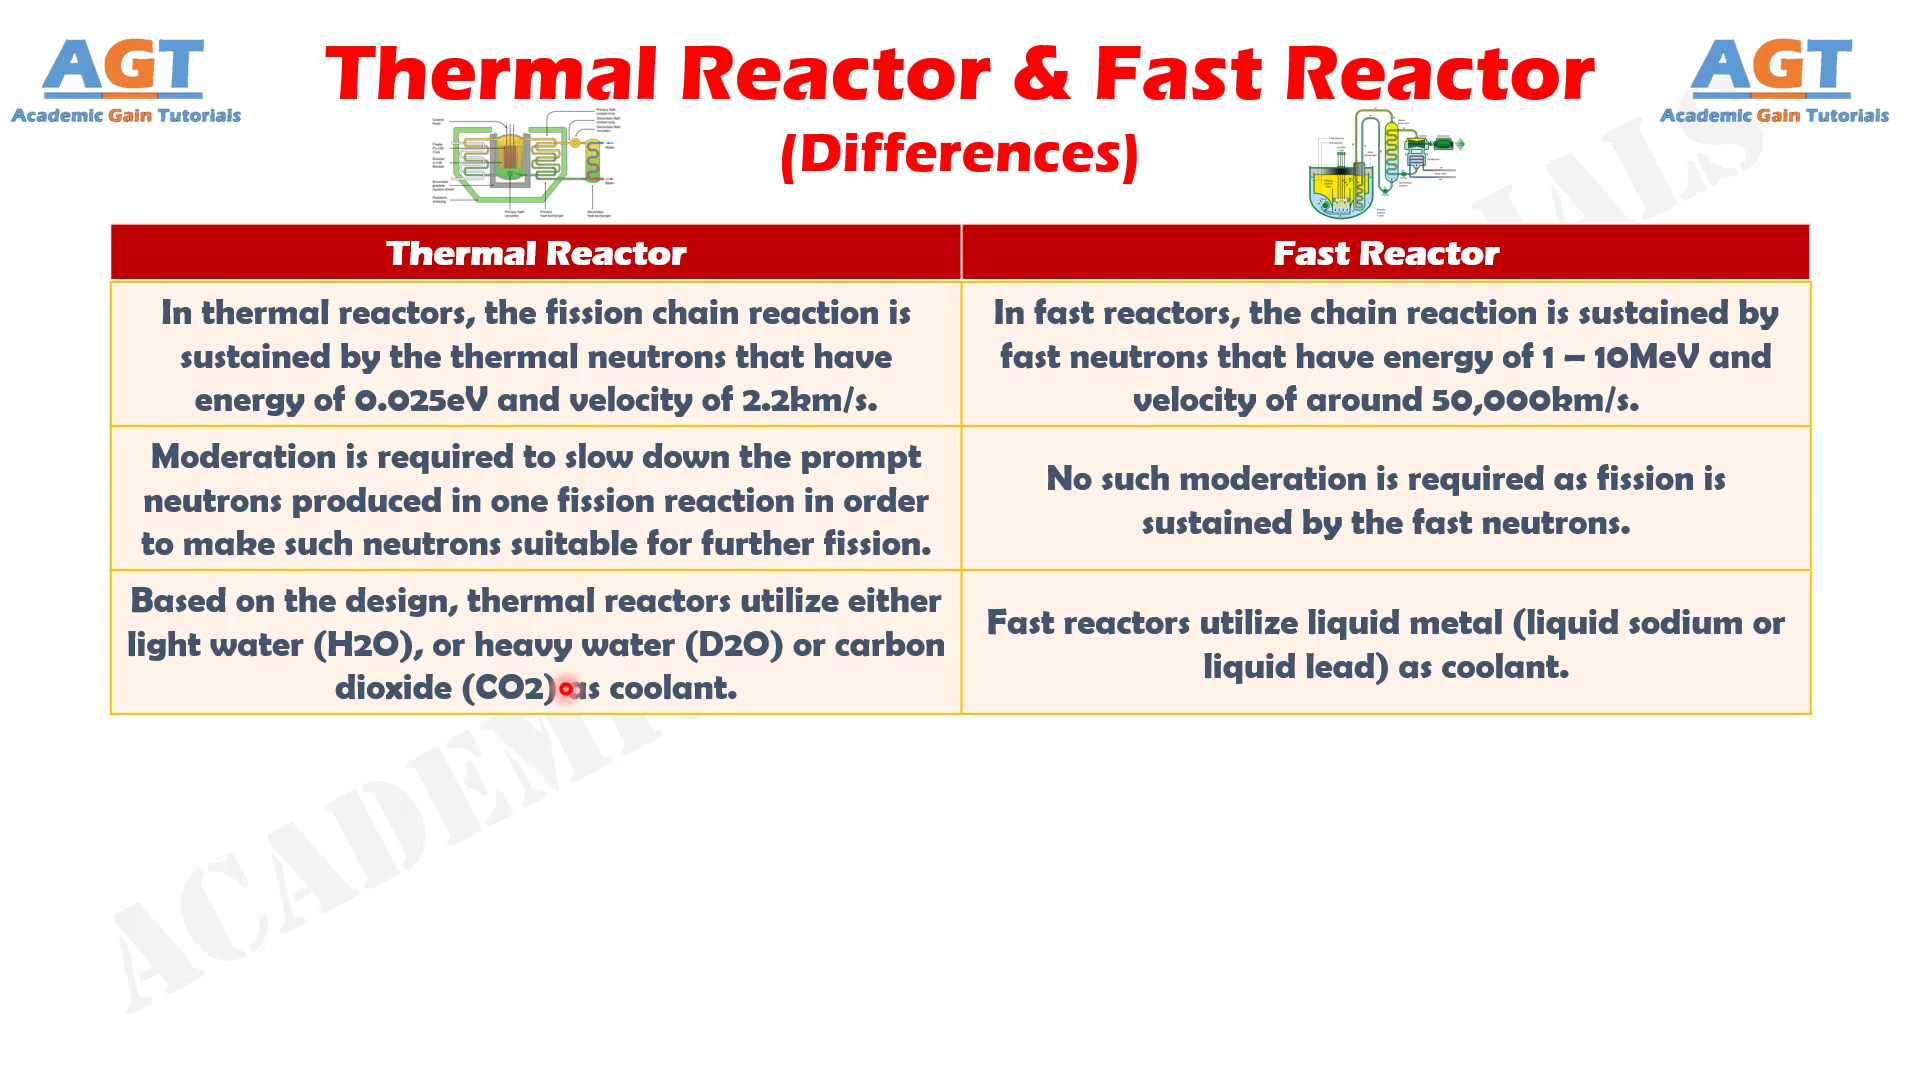 AGT
Academic Gain Tutorials
Thermal Reactor & Fast Reactor
(Differences)
AGT
Academic Gain Tutorials
Thermal Reactor
Fast Reactor
In thermal reactors, the fission chain reaction is
sustained by the thermal neutrons that have
energy of 0.025eV and velocity of 2.2km/s.
In fast reactors, the chain reaction is sustained by
fast neutrons that have energy of 1 – 10MeV and
velocity of around 50,000km/s.
Moderation is required to slow down the prompt
neutrons produced in one fission reaction in order
to make such neutrons suitable for further fission.
No such moderation is required as fission is
sustained by the fast neutrons.
Based on the design, thermal reactors utilize either
light water (H2O), or heavy water (D2O) or carbon
dioxide (CO2) as coolant.
Fast reactors utilize liquid metal (liquid sodium or
liquid lead) as coolant.